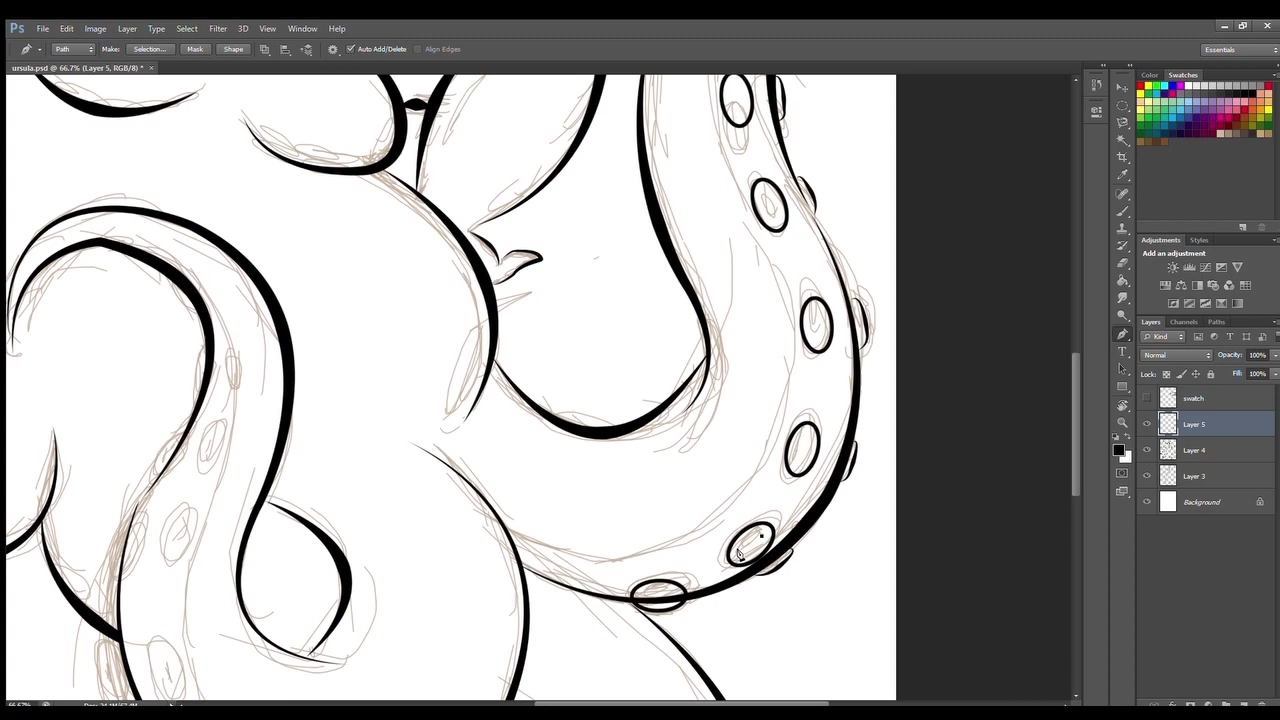 Ps File Edit Image Layer Type Select Filter 3D View Window Help
Path Make: Selection... Mask Shape Auto Add/Delete Align Edges Essentials
ursula.psd @ 66.7% (Layer 5, RGB/8) * ×
Color Swatches
Adjustments Styles
Add an adjustment
Layers Channels Paths
Kind
Normal Opacity: 100%
Lock: Fill: 100%
swatch
Layer 5
Layer 4
Layer 3
Background